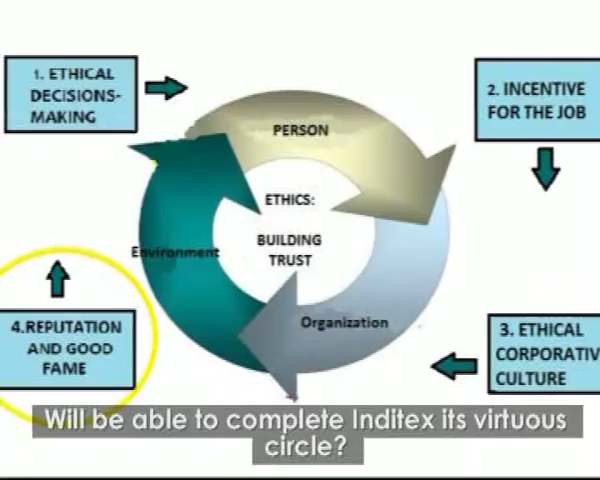 1. ETHICAL
DECISIONS-
MAKING
PERSON
2. INCENTIVE
FOR THE JOB
ETHICS:
BUILDING
TRUST
Environment
Organization
4.REPUTATION
AND GOOD
FAME
3. ETHICAL
CORPORATIV
CULTURE
Will be able to complete Inditex its virtuous
circle?